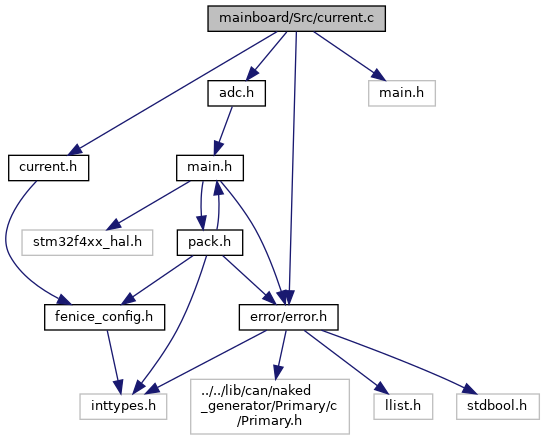 mainboard/Src/current.c
adc.h
main.h
current.h
main.h
stm32f4xx_hal.h
pack.h
fenice_config.h
error/error.h
inttypes.h
../../lib/can/naked
_generator/Primary/c
/Primary.h
llist.h
stdbool.h